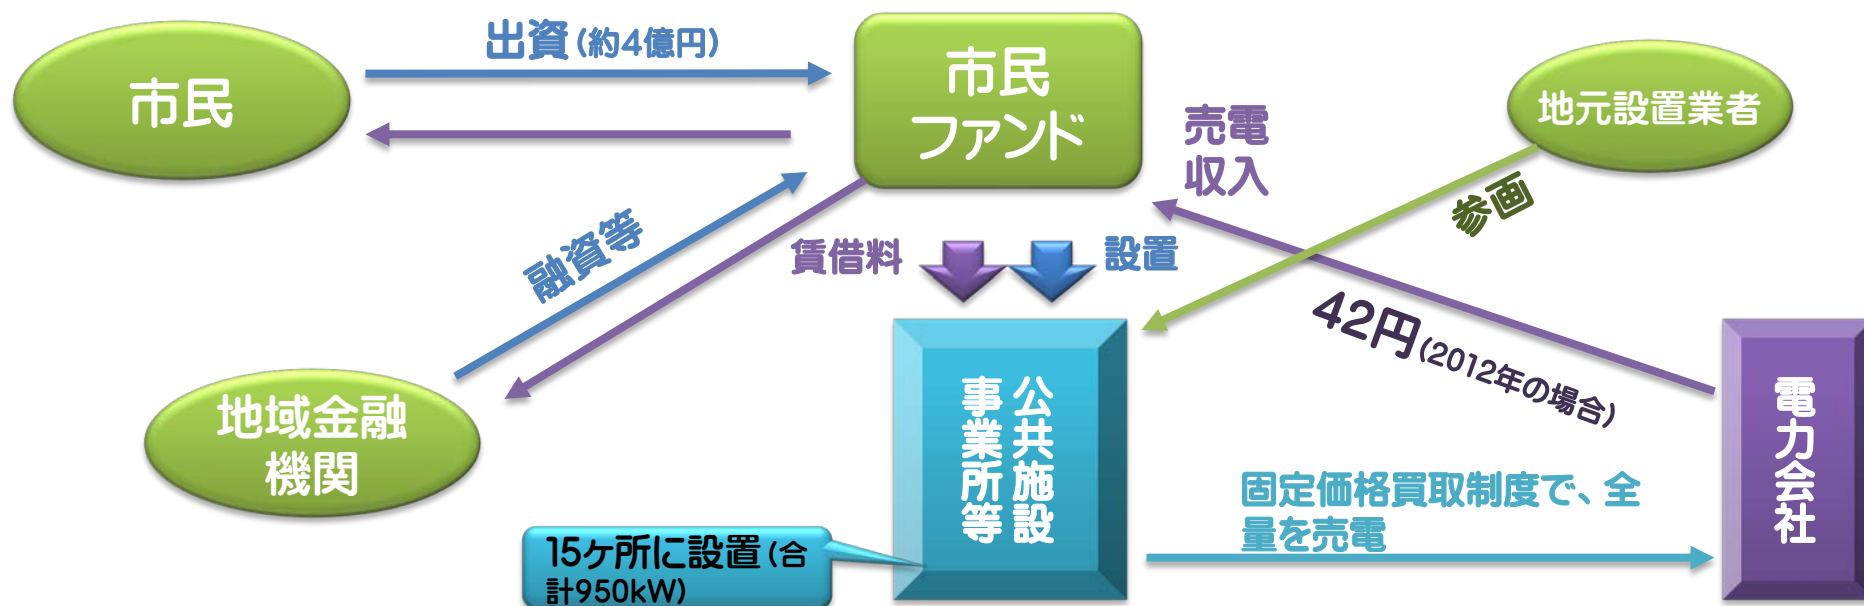 市民
出資(約4億円)
市民
ファンド
地元設置業者
売電
収入
参画
融資等
賃借料
設置
42円(2012年の場合)
地域金融
機関
公共施設
事業所等
電力会社
固定価格買取制度で、全
量を売電
15ヶ所に設置(合
計950kW)